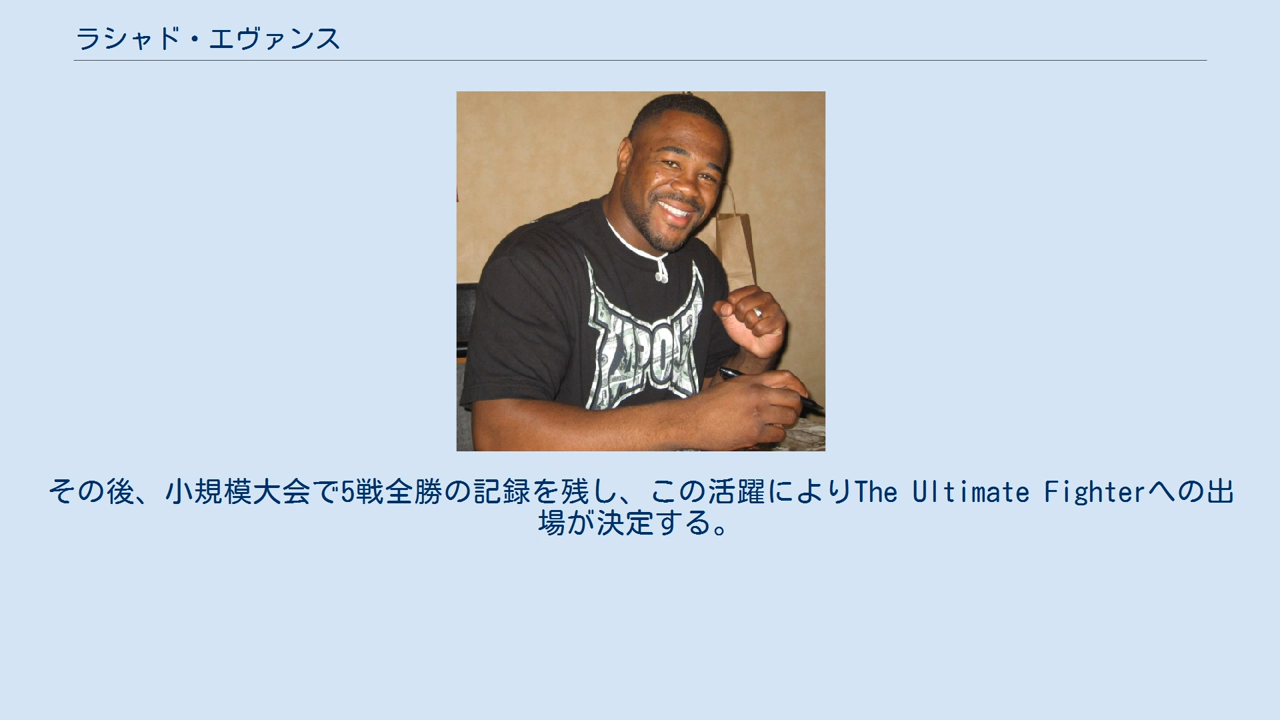 ラシャド・エヴァンス
TAPOUT
その後、小規模大会で5戦全勝の記録を残し、この活躍によりThe Ultimate Fighterへの出
場が決定する。